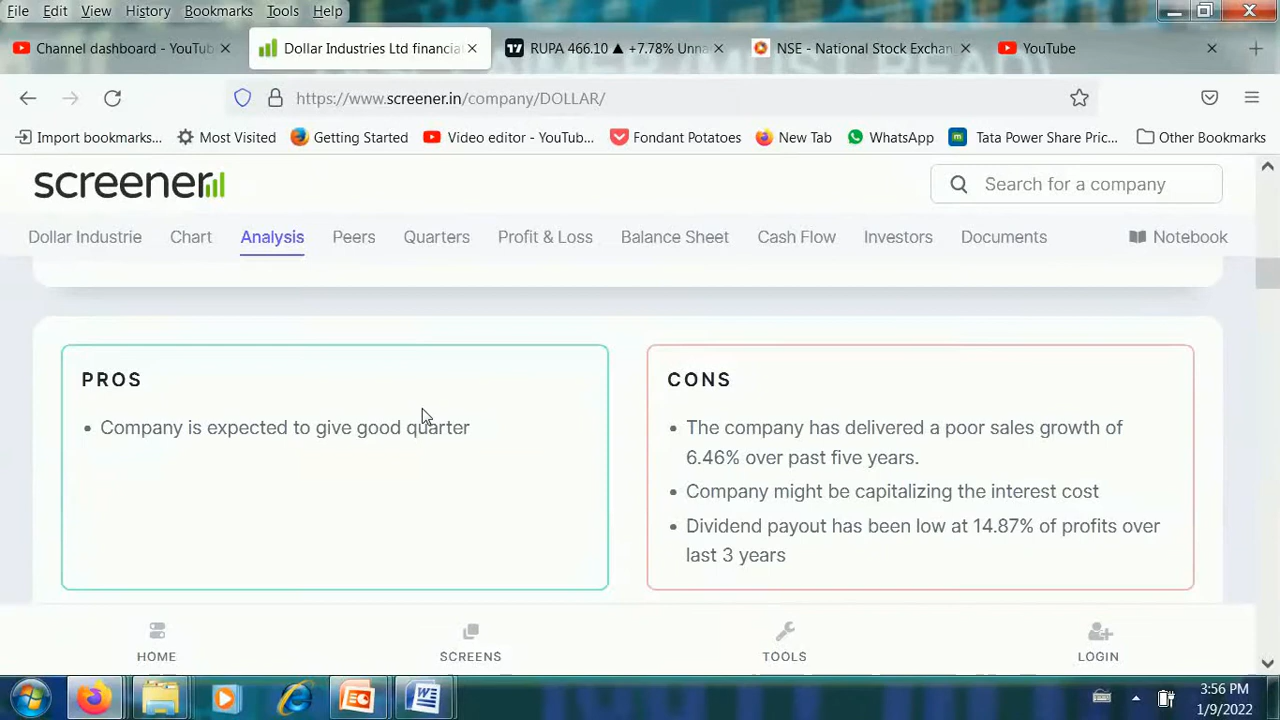 File Edit View History Bookmarks Tools Help
Channel dashboard - YouTub Dollar Industries Ltd financia RUPA 466.10 ▲ +7.78% Unna NSE - National Stock Exchan YouTube
https://www.screener.in/company/DOLLAR/
Import bookmarks... Most Visited Getting Started Video editor - YouTub... Fondant Potatoes New Tab WhatsApp Tata Power Share Pric... Other Bookmarks
screener Search for a company
Dollar Industrie Chart Analysis Peers Quarters Profit & Loss Balance Sheet Cash Flow Investors Documents Notebook
PROS
• Company is expected to give good quarter
CONS
• The company has delivered a poor sales growth of
6.46% over past five years.
• Company might be capitalizing the interest cost
• Dividend payout has been low at 14.87% of profits over
last 3 years
HOME SCREENS TOOLS LOGIN
3:56 PM
1/9/2022